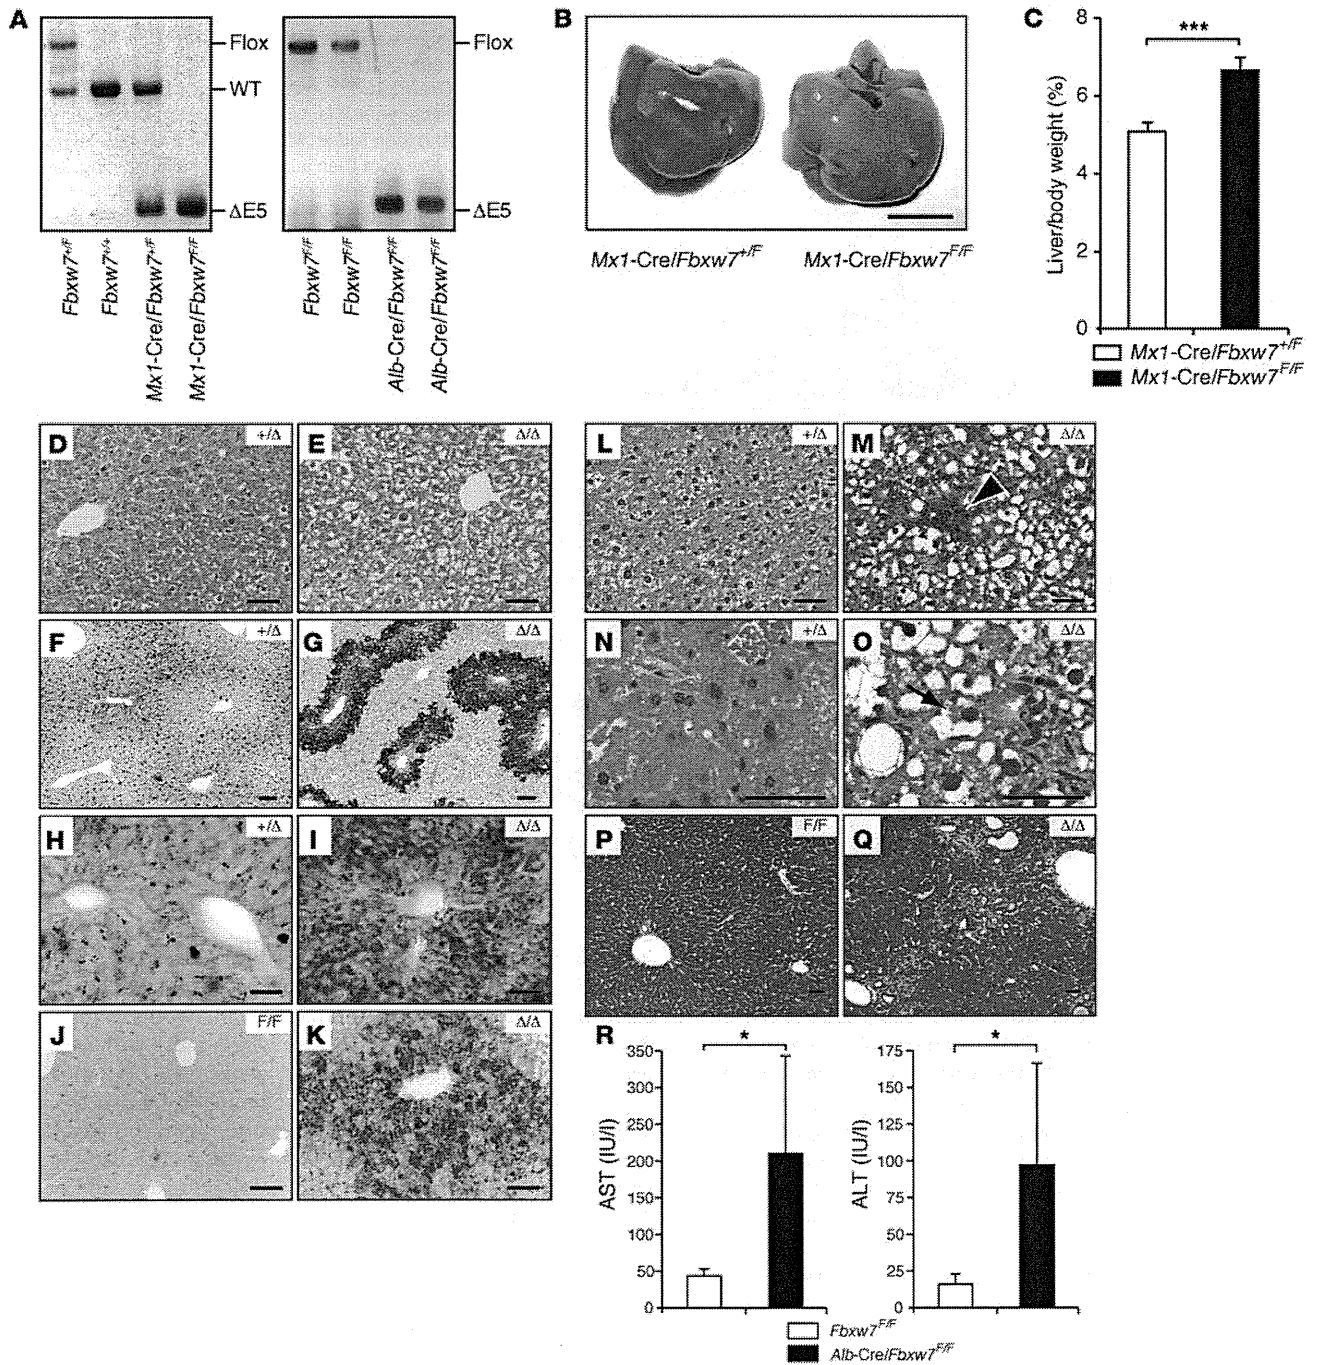 A
Flox
WT
ΔE5
Fbxw7+/F
Fbxw7+/+
Mx1-Cre/Fbxw7+/F
Mx1-Cre/Fbxw7F/F
Flox
ΔE5
Fbxw7F/F
Fbxw7F/F
Alb-Cre/Fbxw7F/F
Alb-Cre/Fbxw7F/F
B
Mx1-Cre/Fbxw7+/F
Mx1-Cre/Fbxw7F/F
C
Liver/body weight (%)
8
6
4
2
0
***
Mx1-Cre/Fbxw7+/F
Mx1-Cre/Fbxw7F/F
D
+/Δ
E
Δ/Δ
F
+/Δ
G
Δ/Δ
H
+/Δ
I
Δ/Δ
J
F/F
K
Δ/Δ
L
+/Δ
M
Δ/Δ
N
+/Δ
O
Δ/Δ
P
F/F
Q
Δ/Δ
R
AST (IU/l)
350
300
250
200
150
100
50
0
*
ALT (IU/l)
175
150
125
100
75
50
25
0
*
Fbxw7F/F
Alb-Cre/Fbxw7F/F